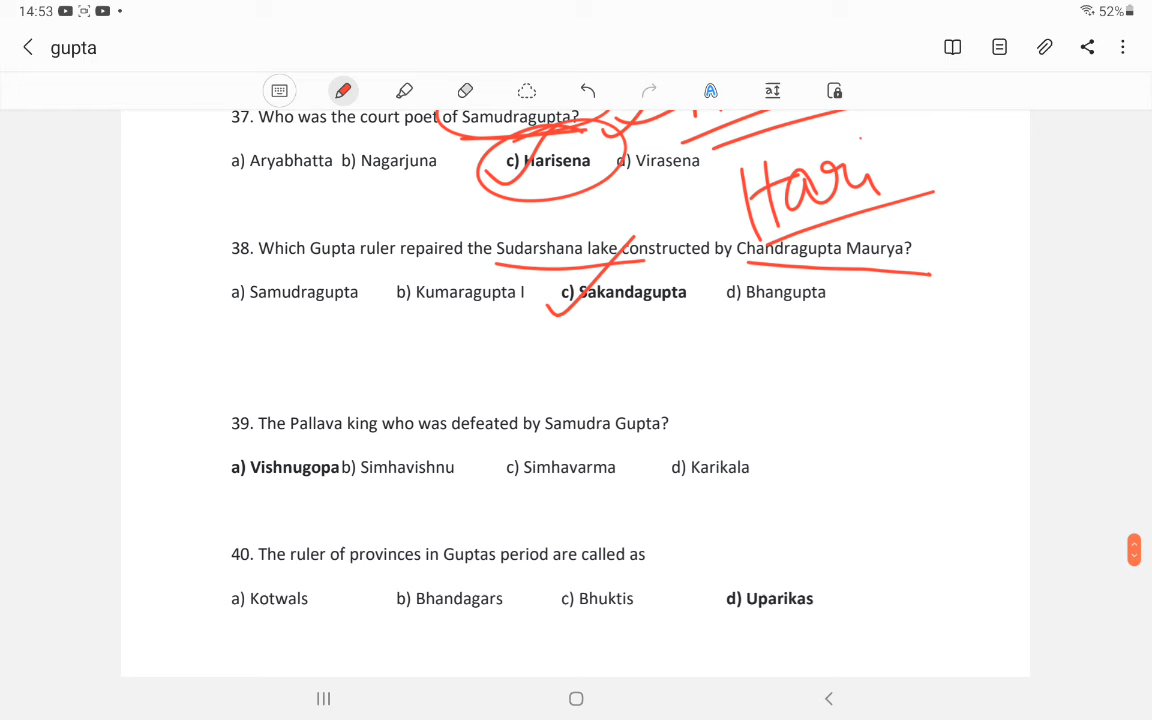 14:53 52%
gupta
37. Who was the court poet of Samudragupta?
a) Aryabhatta b) Nagarjuna c) Harisena d) Virasena
Hari
38. Which Gupta ruler repaired the Sudarshana lake constructed by Chandragupta Maurya?
a) Samudragupta b) Kumaragupta I c) Sakandagupta d) Bhangupta
39. The Pallava king who was defeated by Samudra Gupta?
a) Vishnugopa b) Simhavishnu c) Simhavarma d) Karikala
40. The ruler of provinces in Guptas period are called as
a) Kotwals b) Bhandagars c) Bhuktis d) Uparikas